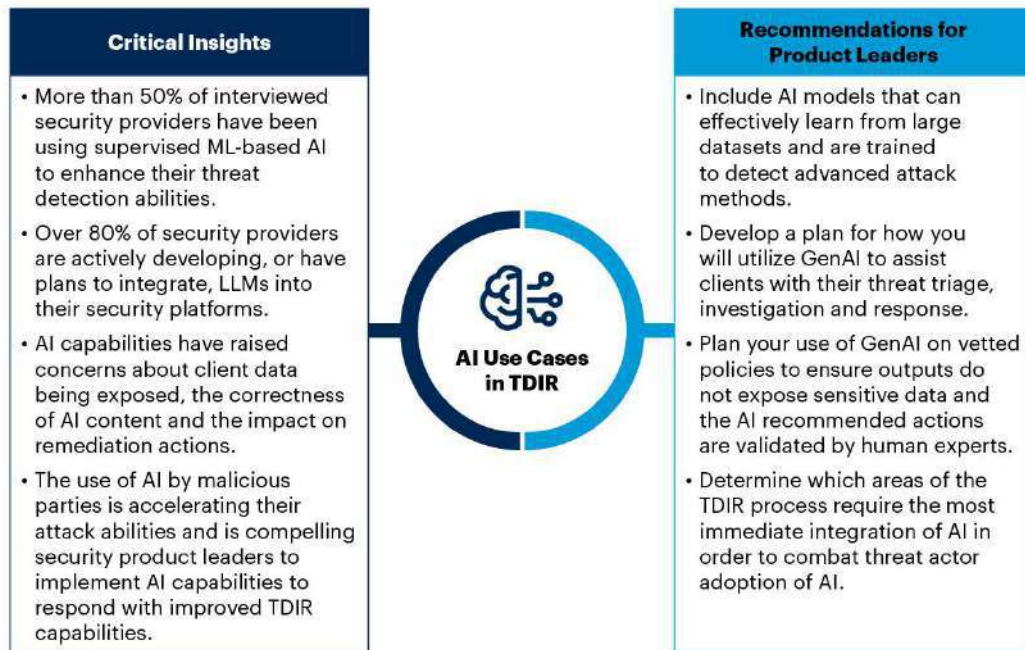 Critical Insights
• More than 50% of interviewed
security providers have been
using supervised ML-based AI
to enhance their threat
detection abilities.
• Over 80% of security providers
are actively developing, or have
plans to integrate, LLMs into
their security platforms.
• AI capabilities have raised
concerns about client data
being exposed, the correctness
of AI content and the impact on
remediation actions.
• The use of AI by malicious
parties is accelerating their
attack abilities and is compelling
security product leaders to
implement AI capabilities to
respond with improved TDIR
capabilities.
AI Use Cases
in TDIR
Recommendations for
Product Leaders
• Include AI models that can
effectively learn from large
datasets and are trained
to detect advanced attack
methods.
• Develop a plan for how you
will utilize GenAI to assist
clients with their threat triage,
investigation and response.
• Plan your use of GenAI on vetted
policies to ensure outputs do
not expose sensitive data and
the AI recommended actions
are validated by human experts.
• Determine which areas of the
TDIR process require the most
immediate integration of AI in
order to combat threat actor
adoption of AI.